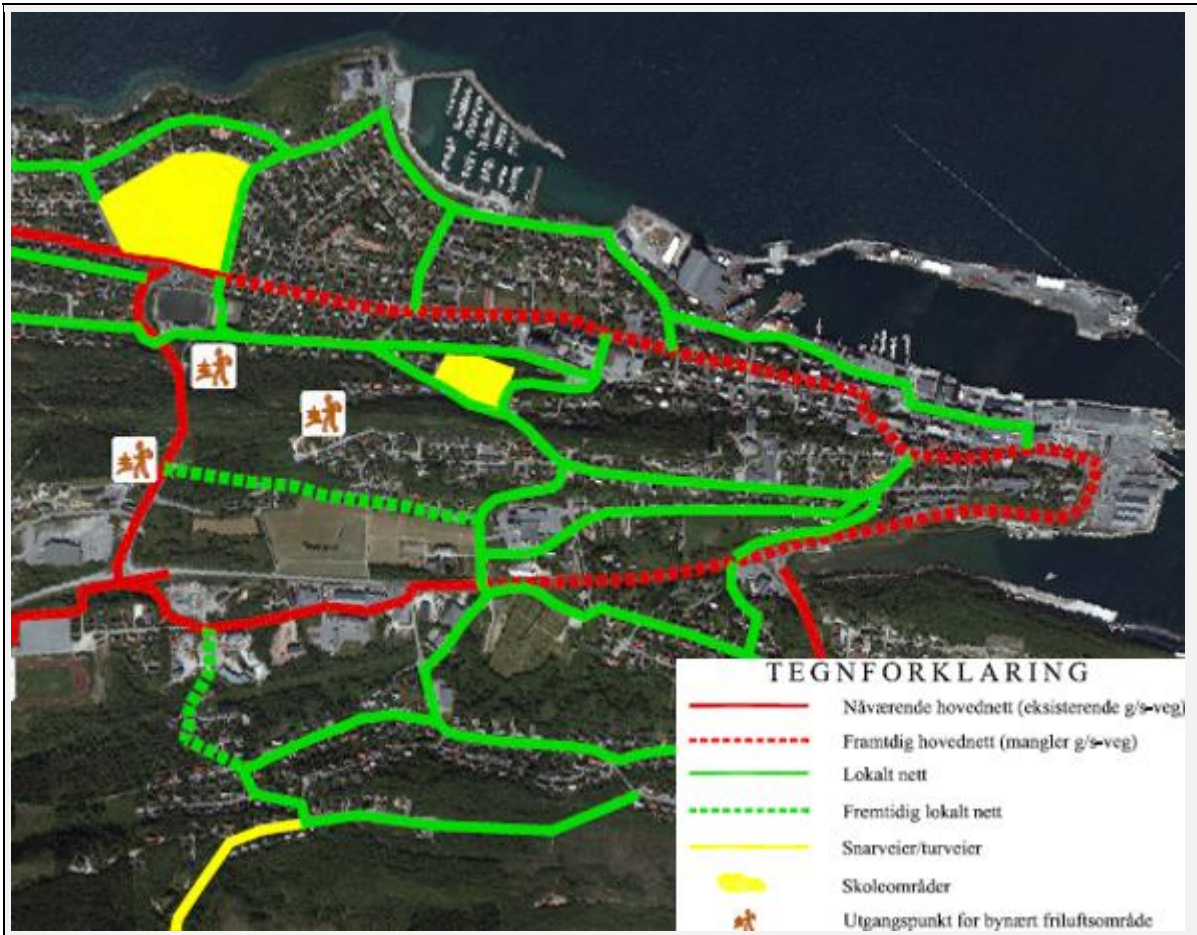 TEGNFORKLARING
Nåværende hovednett (eksisterende g/s-veg)
Framtdig hovednett (mangler g/s-veg)
Lokalt nett
Fremtidig lokalt nett
Snarveier/turveier
Skoleområder
Utgangspunkt for bynært friluftsområde